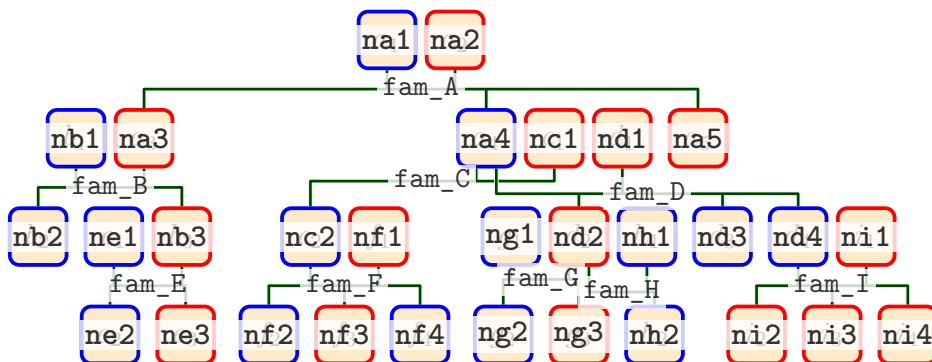 na1 na2
fam_A
nb1 na3 na4 nc1 nd1 na5
fam_B fam_C fam_D
nb2 ne1 nb3 nc2 nf1 ng1 nd2 nh1 nd3 nd4 ni1
fam_E fam_F fam_G fam_H fam_I
ne2 ne3 nf2 nf3 nf4 ng2 ng3 nh2 ni2 ni3 ni4